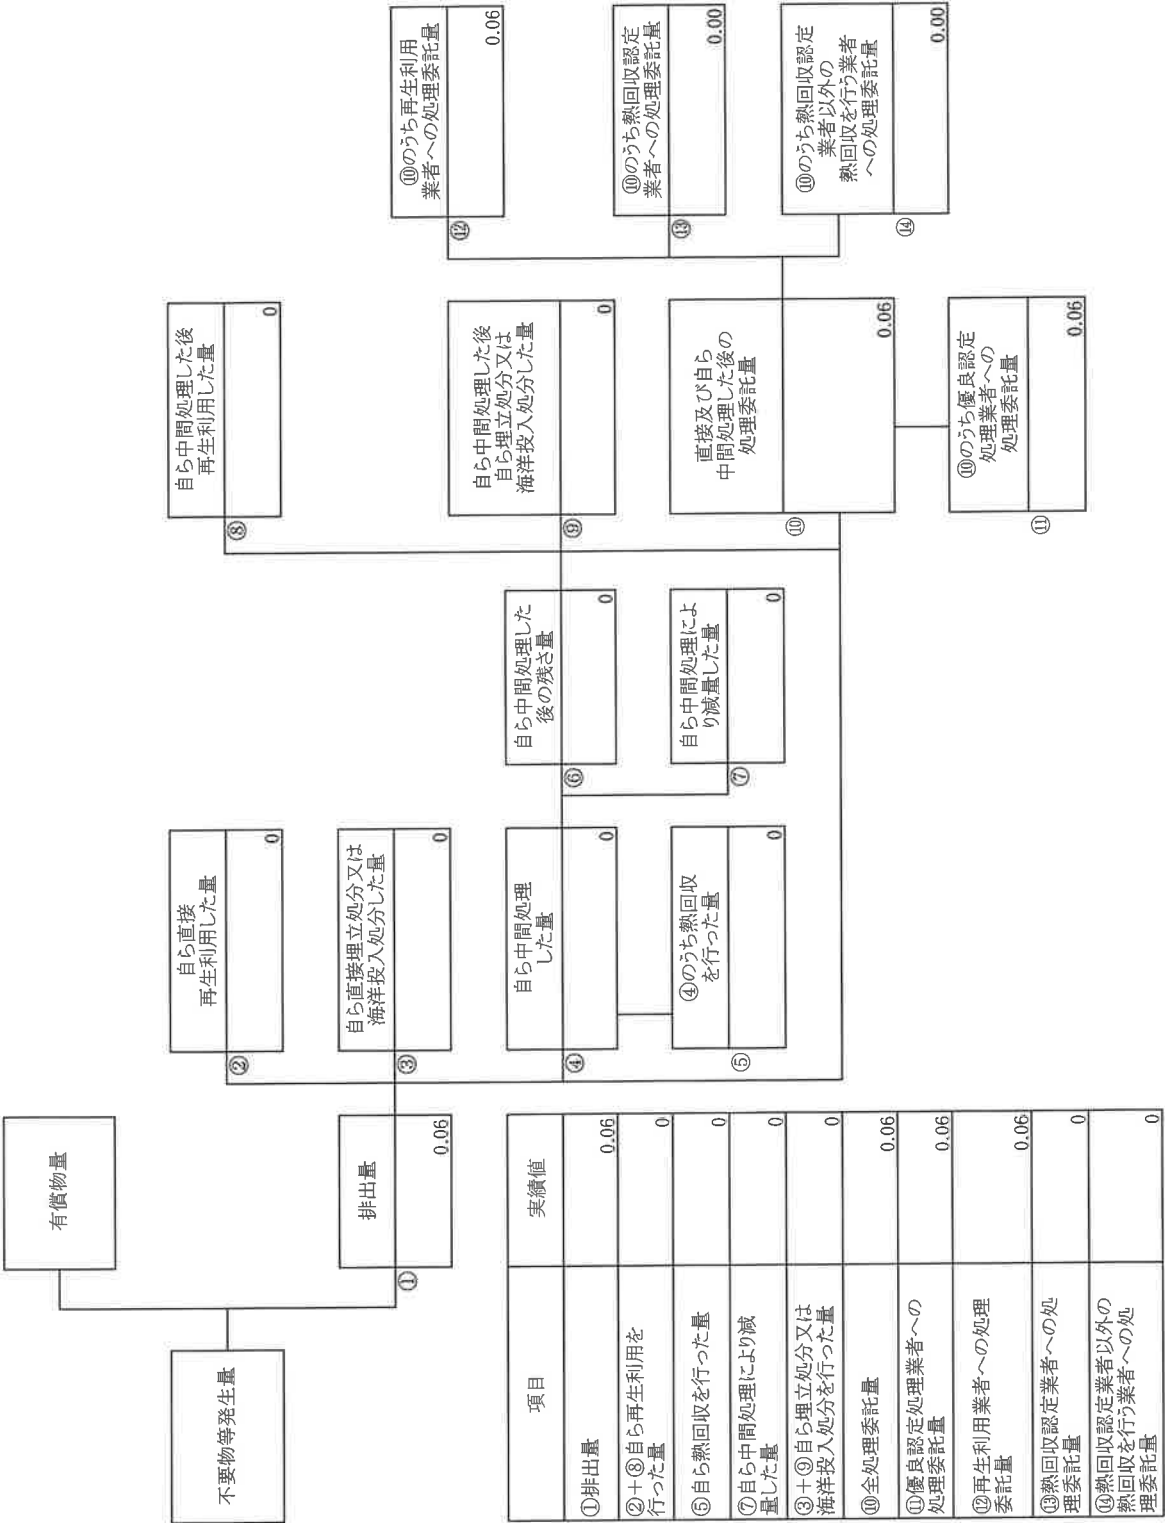 不要物等発生量
有償物量
①
排出量
0.06
②
自ら直接
再生利用した量
0
③
自ら直接埋立処分又は
海洋投入処分した量
0
④
自ら中間処理
した量
0
⑤
④のうち熱回収
を行った量
0
⑥
自ら中間処理した
後の残さ量
0
⑦
自ら中間処理によ
り減量した量
0
⑧
自ら中間処理した後
再生利用した量
0
⑨
自ら中間処理した後
自ら埋立処分又は
海洋投入処分した量
0
⑩
直接及び自ら
中間処理した後の
処理委託量
0.06
⑪
⑩のうち優良認定
処理業者への
処理委託量
0.06
⑫
⑩のうち再生利用
業者への処理委託量
0.06
⑬
⑩のうち熱回収認定
業者への処理委託量
0.00
⑭
⑩のうち熱回収認定
業者以外の
熱回収を行う業者
への処理委託量
0.00
項目
実績値
①排出量
0.06
②+⑧自ら再生利用を
行った量
0
⑤自ら熱回収を行った量
0
⑦自ら中間処理により減
量した量
0
③+⑨自ら埋立処分又は
海洋投入処分を行った量
0
⑩全処理委託量
0.06
⑪優良認定処理業者への
処理委託量
0.06
⑫再生利用業者への処理
委託量
0.06
⑬熱回収認定業者への処
理委託量
0
⑭熱回収認定業者以外の
熱回収を行う業者への処
理委託量
0